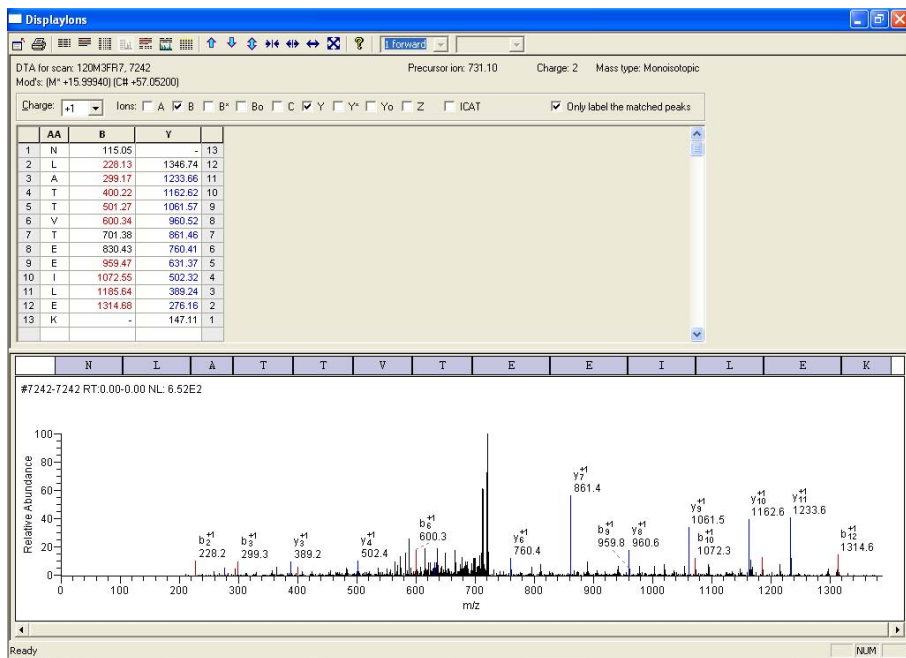 DisplayIons
1 forward
DTA for scan: 120M3FR7, 7242 Precursor ion: 731.10 Charge: 2 Mass type: Monoisotopic
Mod's: (M* +15.99940) (C# +57.05200)
Charge: +1 Ions: A B B* Bo C Y Y* Yo Z ICAT Only label the matched peaks
AA B Y
1 N 115.05 - 13
2 L 228.13 1346.74 12
3 A 299.17 1233.66 11
4 T 400.22 1162.62 10
5 T 501.27 1061.57 9
6 V 600.34 960.52 8
7 T 701.38 861.46 7
8 E 830.43 760.41 6
9 E 959.47 631.37 5
10 I 1072.55 502.32 4
11 L 1185.64 389.24 3
12 E 1314.68 276.16 2
13 K - 147.11 1
N L A T T V T E E I L E K
#7242-7242 RT:0.00-0.00 NL: 6.52E2
Relative Abundance
100
80
60
40
20
0
b2+1 228.2
b3+1 299.3
y3+1 389.2
y4+1 502.4
b6+1 600.3
y6+1 760.4
y7+1 861.4
b9+1 959.8
y8+1 960.6
y9+1 1061.5
b10+1 1072.3
y10+1 1162.6
y11+1 1233.6
b12+1 1314.6
0 100 200 300 400 500 600 700 800 900 1000 1100 1200 1300
m/z
Ready NUM